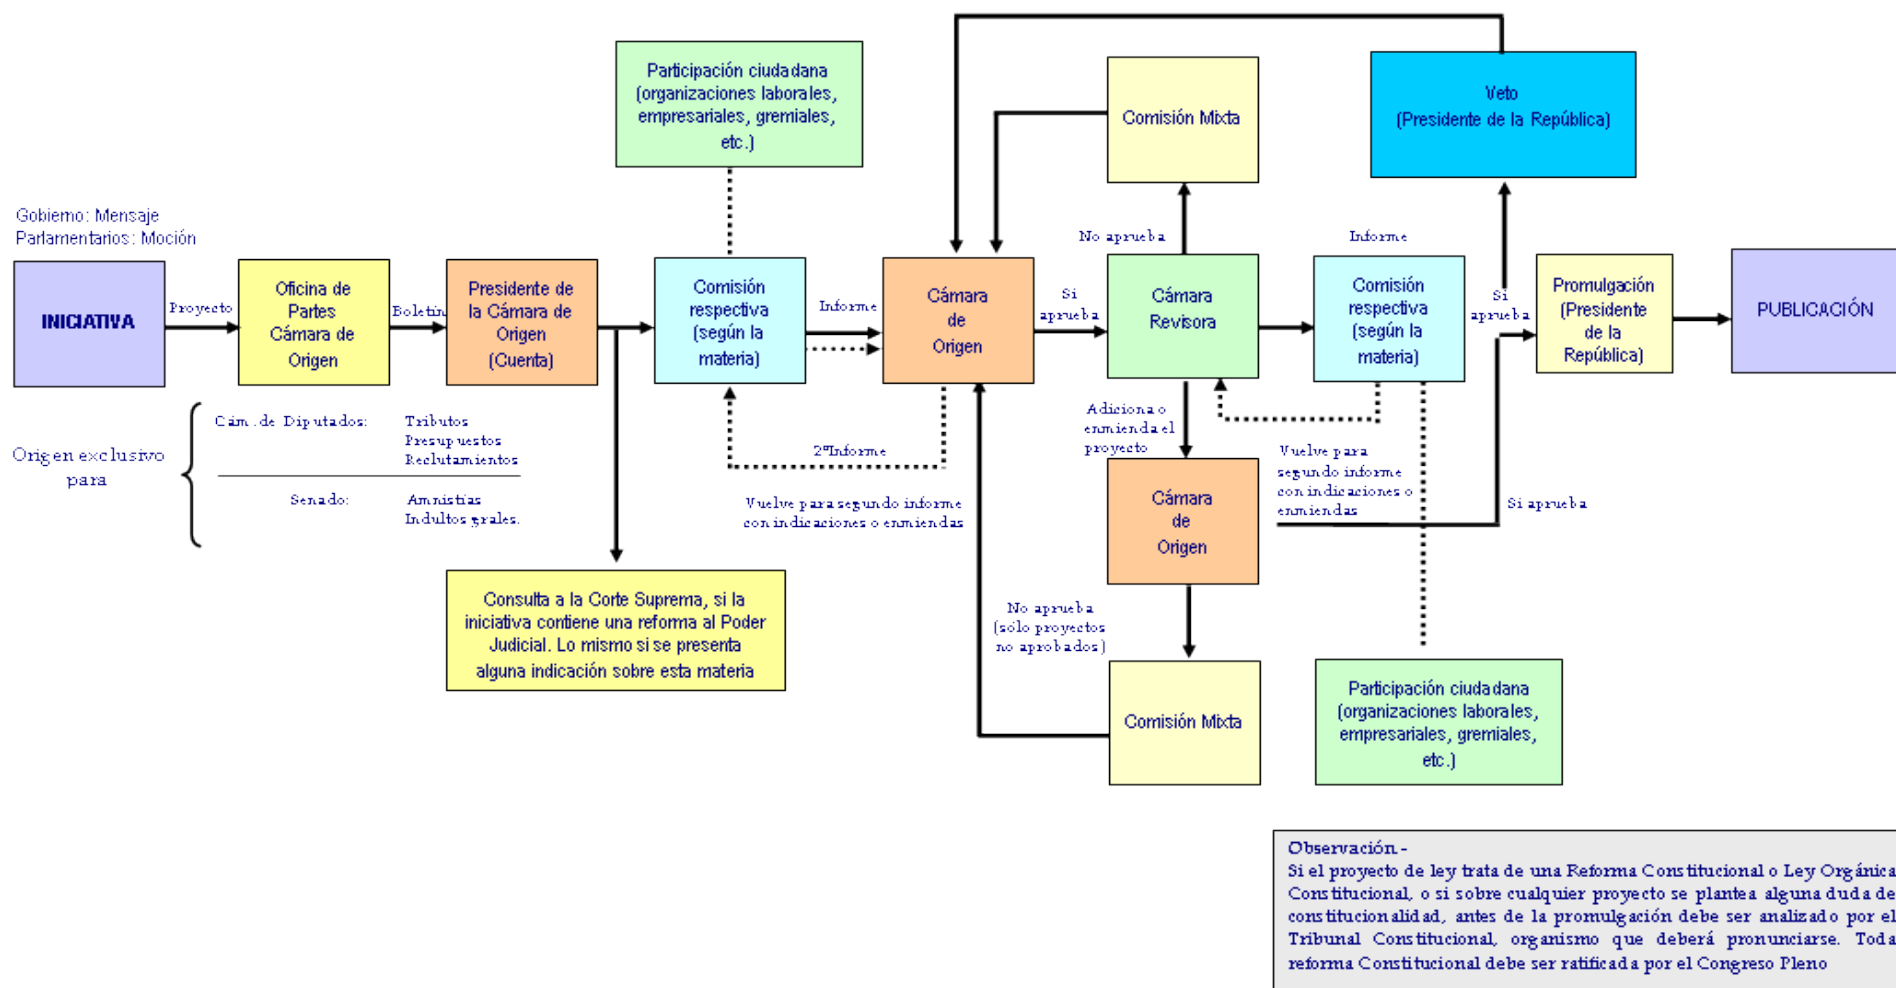 Participación ciudadana
(organizaciones laborales,
empresariales, gremiales,
etc.)
Comisión Mixta
Veto
(Presidente de la República)
Gobierno: Mensaje
Parlamentarios: Moción
INICIATIVA
Proyecto
Oficina de
Partes
Cámara de
Origen
Boletín
Presidente de
la Cámara de
Origen
(Cuenta)
Comisión
respectiva
(según la
materia)
Informe
Cámara
de
Origen
Si
aprueba
No aprueba
Cámara
Revisora
Informe
Comisión
respectiva
(según la
materia)
Si
aprueba
Promulgación
(Presidente
de la
República)
PUBLICACIÓN
Origen exclusivo
para
Cám. de Diputados: Tributos
Presupuestos
Reclutamientos
Senado: Amnistías
Indultos grales.
2ºInforme
Vuelve para segundo informe
con indicaciones o enmiendas
Adiciona o
enmienda el
proyecto
Cámara
de
Origen
Vuelve para
segundo informe
con indicaciones o
enmiendas
Si aprueba
Consulta a la Corte Suprema, si la
iniciativa contiene una reforma al Poder
Judicial. Lo mismo si se presenta
alguna indicación sobre esta materia
No aprueba
(sólo proyectos
no aprobados)
Comisión Mixta
Participación ciudadana
(organizaciones laborales,
empresariales, gremiales,
etc.)
Observación.-
Si el proyecto de ley trata de una Reforma Constitucional o Ley Orgánica
Constitucional, o si sobre cualquier proyecto se plantea alguna duda de
constitucionalidad, antes de la promulgación debe ser analizado por el
Tribunal Constitucional, organismo que deberá pronunciarse. Toda
reforma Constitucional debe ser ratificada por el Congreso Pleno